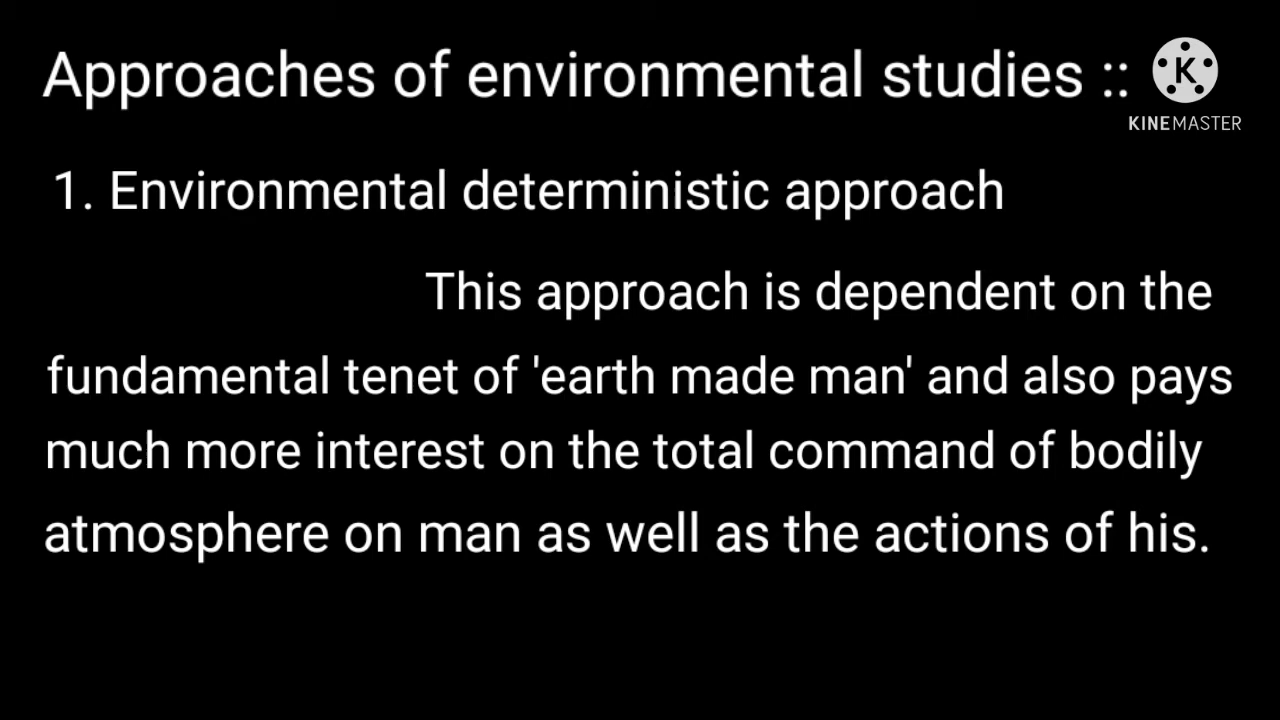 Approaches of environmental studies ::
K
KINEMASTER
1. Environmental deterministic approach
This approach is dependent on the
fundamental tenet of 'earth made man' and also pays
much more interest on the total command of bodily
atmosphere on man as well as the actions of his.